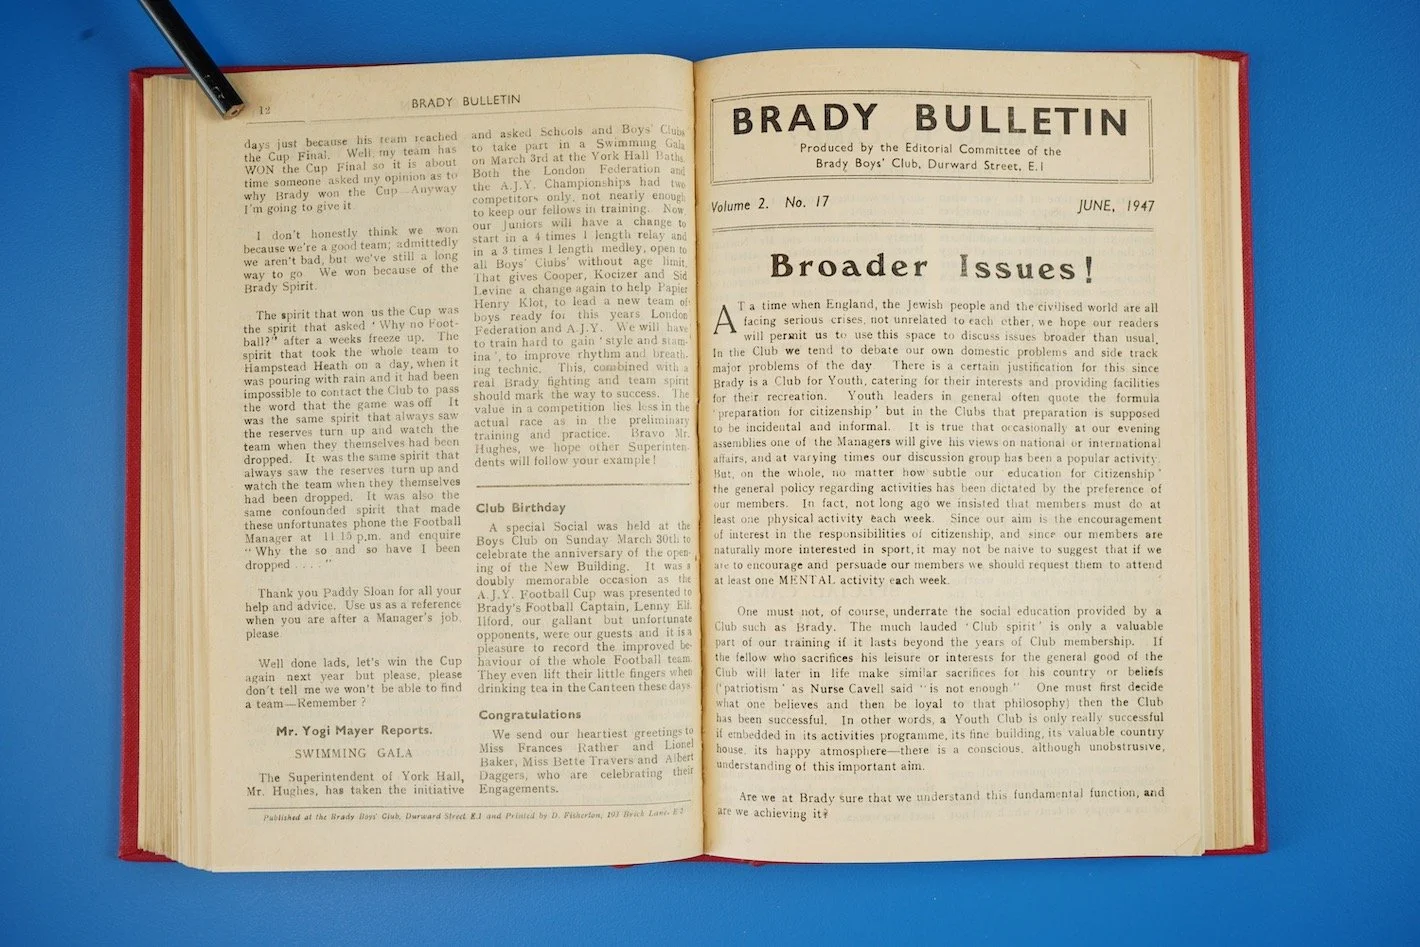 12
BRADY BULLETIN
days just because his team reached
the Cup Final. Well, my team has
WON the Cup Final so it is about
time someone asked my opinion as to
why Brady won the Cup—Anyway
I'm going to give it
I don't honestly think we won
because we're a good team; admittedly
we aren't bad, but we've still a long
way to go We won because of the
Brady Spirit.
The spirit that won us the Cup was
the spirit that asked ' Why no Foot-
ball?" after a weeks freeze up. The
spirit that took the whole team to
Hampstead Heath on a day, when it
was pouring with rain and it had been
impossible to contact the Club to pass
the word that the game was off It
was the same spirit that always saw
the reserves turn up and watch the
team when they themselves had been
dropped. It was the same spirit that
always saw the reserves turn up and
watch the team when they themselves
had been dropped. It was also the
same confounded spirit that made
these unfortunates phone the Football
Manager at 11 15 p.m. and enquire
" Why the so and so have I been
dropped . . . . "
Thank you Paddy Sloan for all your
help and advice. Use us as a reference
when you are after a Manager's job,
please
Well done lads, let's win the Cup
again next year but please, please
don't tell me we won't be able to find
a team—Remember ?
Mr. Yogi Mayer Reports.
SWIMMING GALA
The Superintendent of York Hall,
Mr. Hughes, has taken the initiative
and asked Schools and Boys' Clubs
to take part in a Swimming Gala
on March 3rd at the York Hall Baths.
Both the London Federation and
the A.J.Y. Championships had two
competitors only, not nearly enough
to keep our fellows in training. Now
our Juniors will have a change to
start in a 4 times 1 length relay and
in a 3 times 1 length medley, open to
all Boys' Clubs' without age limit.
That gives Cooper, Kocizer and Sid
Levine a change again to help Papier
Henry Klot, to lead a new team of
boys ready for this years London
Federation and A.J.Y. We will have
to train hard to gain ' style and stam-
ina', to improve rhythm and breath-
ing technic. This, combined with a
real Brady fighting and team spirit
should mark the way to success. The
value in a competition lies less in the
actual race as in the preliminary
training and practice. Bravo Mr.
Hughes, we hope other Superinten-
dents will follow your example!
Club Birthday
A special Social was held at the
Boys Club on Sunday March 30th to
celebrate the anniversary of the open-
ing of the New Building. It was a
doubly memorable occasion as the
A.J.Y. Football Cup was presented to
Brady's Football Captain, Lenny Elf.
Ilford, our gallant but unfortunate
opponents, were our guests and it is a
pleasure to record the improved be-
haviour of the whole Football team.
They even lift their little fingers when
drinking tea in the Canteen these days
Congratulations
We send our heartiest greetings to
Miss Frances Rather and Lionel
Baker, Miss Bette Travers and Albert
Daggers, who are celebrating their
Engagements.
Published at the Brady Boys' Club, Durward Street E.1 and Printed by D. Fisherton, 193 Brick Lane, E.2
BRADY BULLETIN
Produced by the Editorial Committee of the
Brady Boys' Club, Durward Street, E.1
Volume 2. No. 17
JUNE, 1947
Broader Issues!
AT a time when England, the Jewish people and the civilised world are all
facing serious crises, not unrelated to each other, we hope our readers
will permit us to use this space to discuss issues broader than usual.
In the Club we tend to debate our own domestic problems and side track
major problems of the day There is a certain justification for this since
Brady is a Club for Youth, catering for their interests and providing facilities
for their recreation. Youth leaders in general often quote the formula
'preparation for citizenship' but in the Clubs that preparation is supposed
to be incidental and informal. It is true that occasionally at our evening
assemblies one of the Managers will give his views on national or international
affairs, and at varying times our discussion group has been a popular activity.
But, on the whole, no matter how subtle our education for citizenship'
the general policy regarding activities has been dictated by the preference of
our members. In fact, not long ago we insisted that members must do at
least one physical activity each week. Since our aim is the encouragement
of interest in the responsibilities of citizenship, and since our members are
naturally more interested in sport, it may not be naive to suggest that if we
are to encourage and persuade our members we should request them to attend
at least one MENTAL activity each week.
One must not, of course, underrate the social education provided by a
Club such as Brady. The much lauded 'Club spirit' is only a valuable
part of our training if it lasts beyond the years of Club membership. If
the fellow who sacrifices his leisure or interests for the general good of the
Club will later in life make similar sacrifices for his country or beliefs
('patriotism' as Nurse Cavell said "is not enough" One must first decide
what one believes and then be loyal to that philosophy) then the Club
has been successful. In other words, a Youth Club is only really successful
if embedded in its activities programme, its fine building, its valuable country
house, its happy atmosphere—there is a conscious, although unobstrusive,
understanding of this important aim.
Are we at Brady sure that we understand this fundamental function, and
are we achieving it?